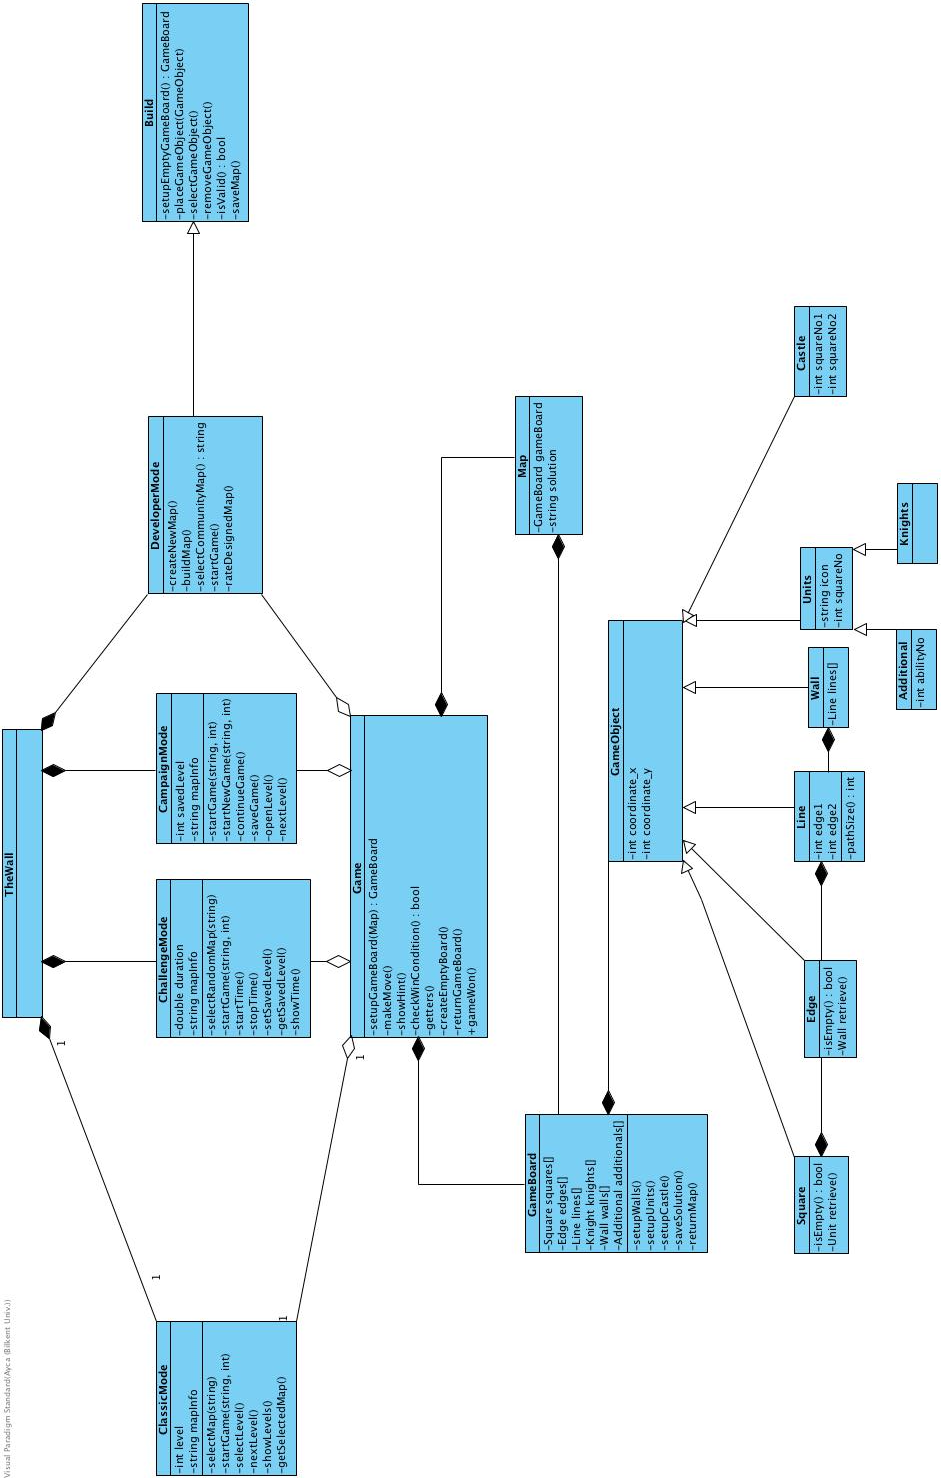 Visual Paradigm Standard(Ayca (Bilkent Univ.))
TheWall
1
1
ClassicMode
-int level
-string mapInfo
-selectMap(string)
-startGame(string, int)
-selectLevel()
-nextLevel()
-showLevels()
-getSelectedMap()
ChallengeMode
-double duration
-string mapInfo
-selectRandomMap(string)
-startGame(string, int)
-startTime()
-stopTime()
-setSavedLevel()
-getSavedLevel()
-showTime()
CampaignMode
-int savedLevel
-string mapInfo
-startGame(string, int)
-startNewGame(string, int)
-continueGame()
-saveGame()
-openLevel()
-nextLevel()
DeveloperMode
-createNewMap()
-buildMap()
-selectCommunityMap() : string
-startGame()
-rateDesignedMap()
Build
-setupEmptyGameBoard() : GameBoard
-placeGameObject(GameObject)
-selectGameObject()
-removeGameObject()
-isValid() : bool
-saveMap()
1
1
Game
-setupGameBoard(Map) : GameBoard
-makeMove()
-showHint()
-checkWinCondition() : bool
-getters()
-createEmptyBoard()
-returnGameBoard()
+gameWon()
GameBoard
-Square squares[]
-Edge edges[]
-Line lines[]
-Knight knights[]
-Wall walls[]
-Additional additionals[]
-setupWalls()
-setupUnits()
-setupCastle()
-saveSolution()
-returnMap()
Map
-GameBoard gameBoard
-string solution
GameObject
-int coordinate_x
-int coordinate_y
Square
-isEmpty() : bool
-Unit retrieve()
Edge
-isEmpty() : bool
-Wall retrieve()
Line
-int edge1
-int edge2
-pathSize() : int
Wall
-Line lines[]
Units
-string icon
-int squareNo
Castle
-int squareNo1
-int squareNo2
Additional
-int abilityNo
Knights